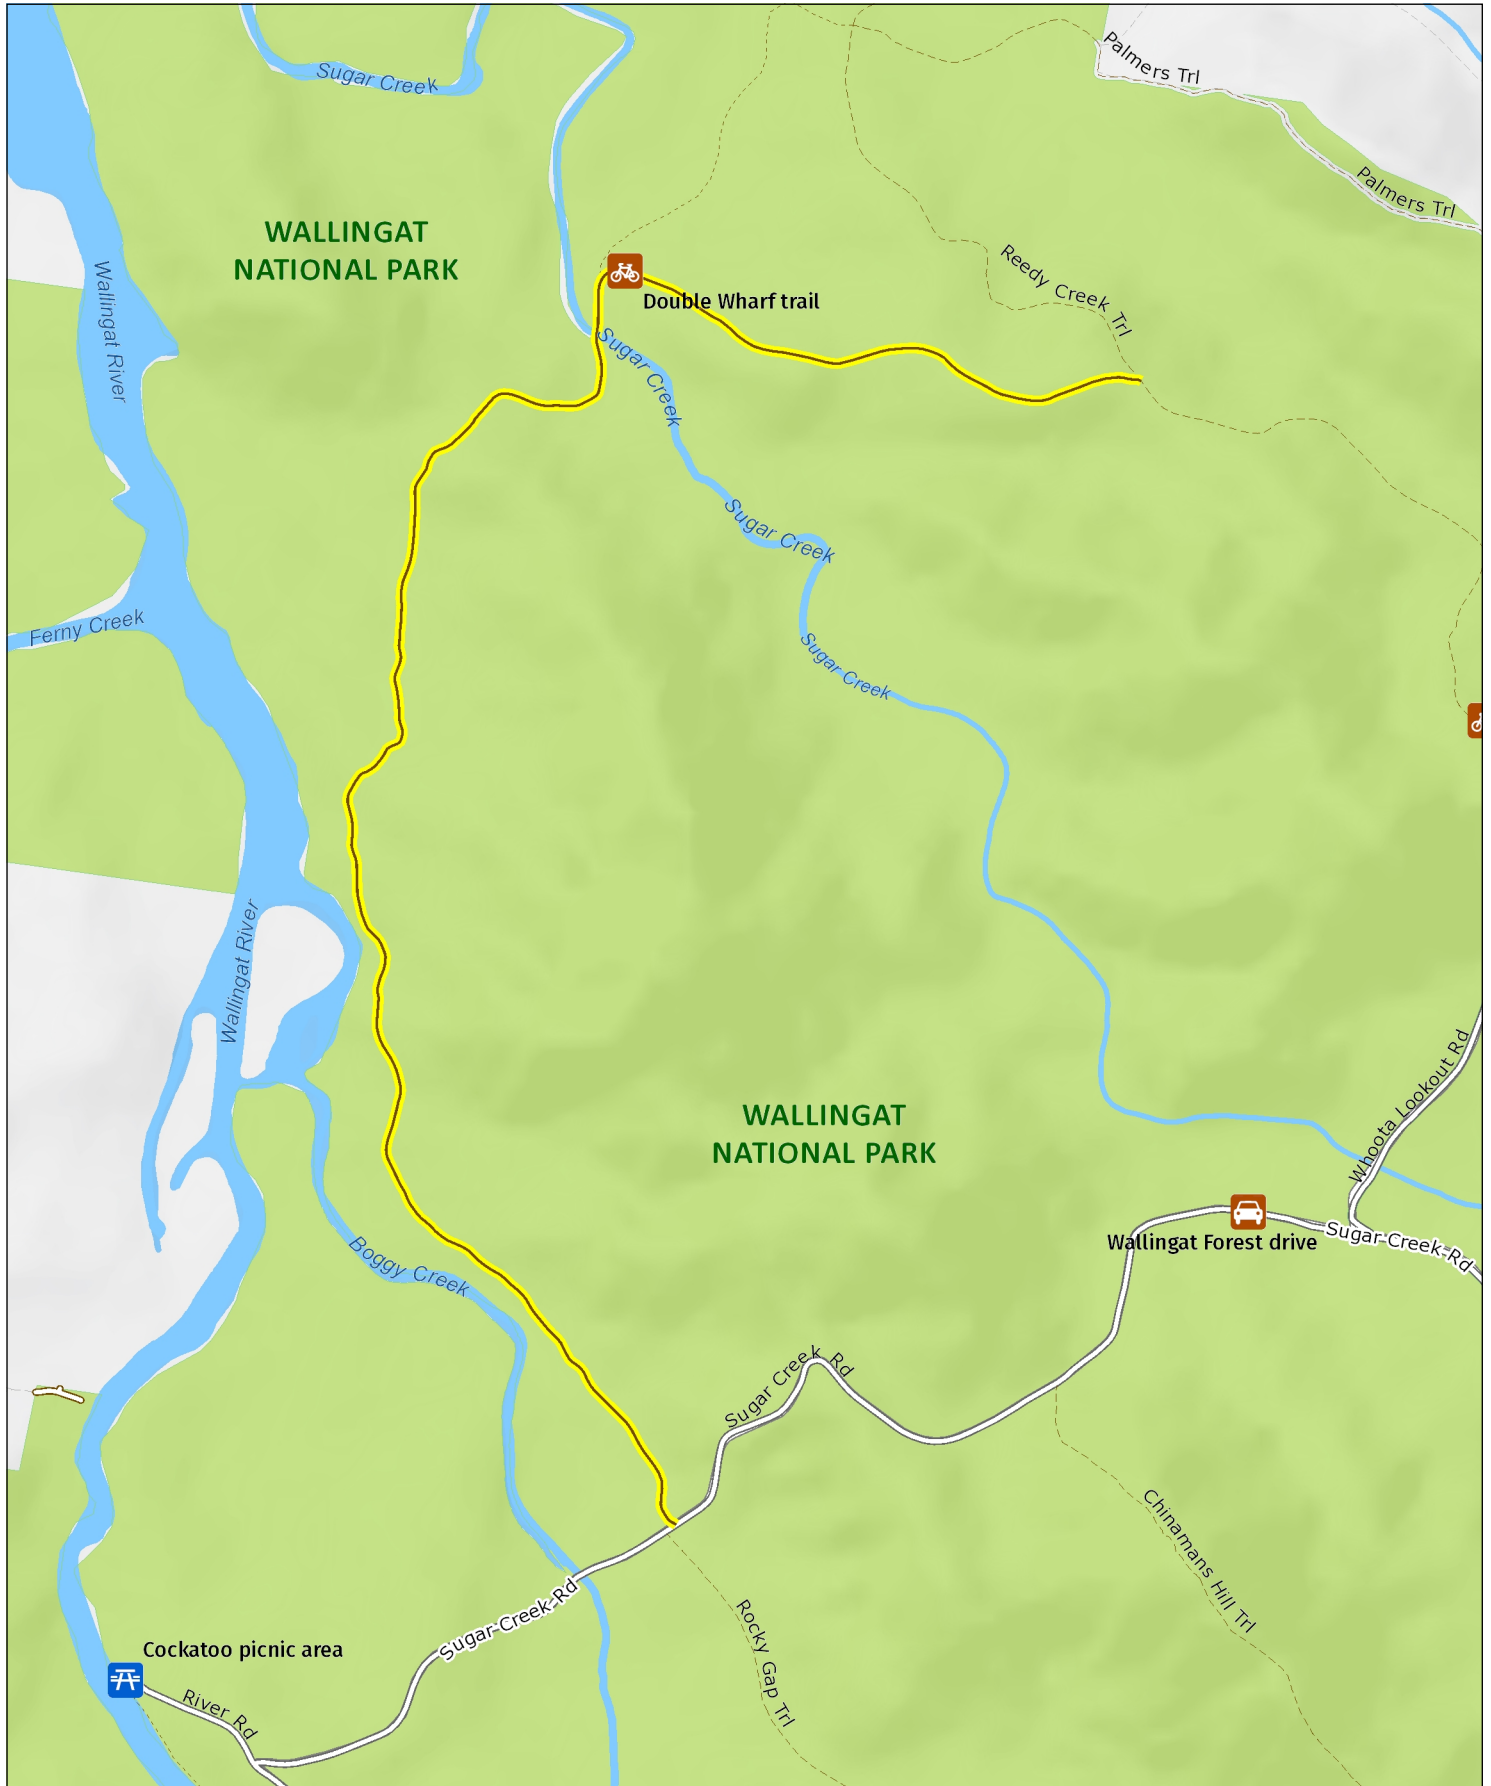 Palmers Trl
Sugar Creek
Palmers Trl
WALLINGAT
NATIONAL PARK
Wallingat River
Reedy Creek Trl
Double Wharf trail
Sugar Creek
Sugar Creek
Ferny Creek
Sugar Creek
Wallingat River
Whoota Lookout Rd
WALLINGAT
NATIONAL PARK
Boggy Creek
Wallingat Forest drive
Sugar Creek Rd
Sugar Creek Rd
Chinamans Hill Trl
Sugar Creek Rd
Rocky Gap Trl
Cockatoo picnic area
River Rd